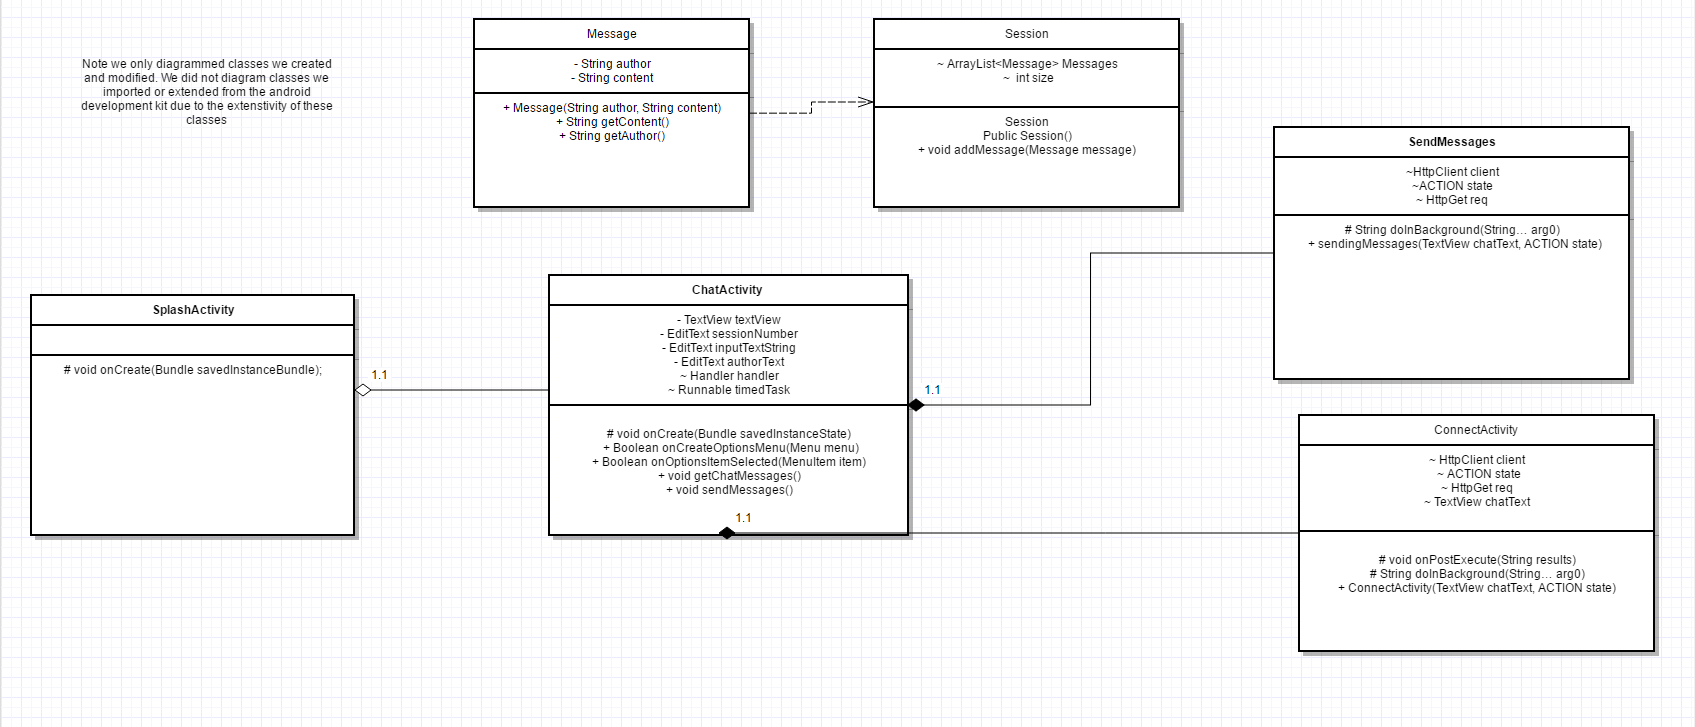 Note we only diagrammed classes we created
and modified. We did not diagram classes we
imported or extended from the android
development kit due to the extenstivity of these
classes
Message
- String author
- String content
+ Message(String author, String content)
+ String getContent()
+ String getAuthor()
Session
~ ArrayList<Message> Messages
~ int size
Session
Public Session()
+ void addMessage(Message message)
SendMessages
~HttpClient client
~ACTION state
~ HttpGet req
# String doInBackground(String... arg0)
+ sendingMessages(TextView chatText, ACTION state)
SplashActivity
# void onCreate(Bundle savedInstanceBundle);
1.1
ChatActivity
- TextView textView
- EditText sessionNumber
- EditText inputTextString
- EditText authorText
~ Handler handler
~ Runnable timedTask
# void onCreate(Bundle savedInstanceState)
+ Boolean onCreateOptionsMenu(Menu menu)
+ Boolean onOptionsItemSelected(MenuItem item)
+ void getChatMessages()
+ void sendMessages()
1.1
1.1
ConnectActivity
~ HttpClient client
~ ACTION state
~ HttpGet req
~ TextView chatText
# void onPostExecute(String results)
# String doInBackground(String... arg0)
+ ConnectActivity(TextView chatText, ACTION state)